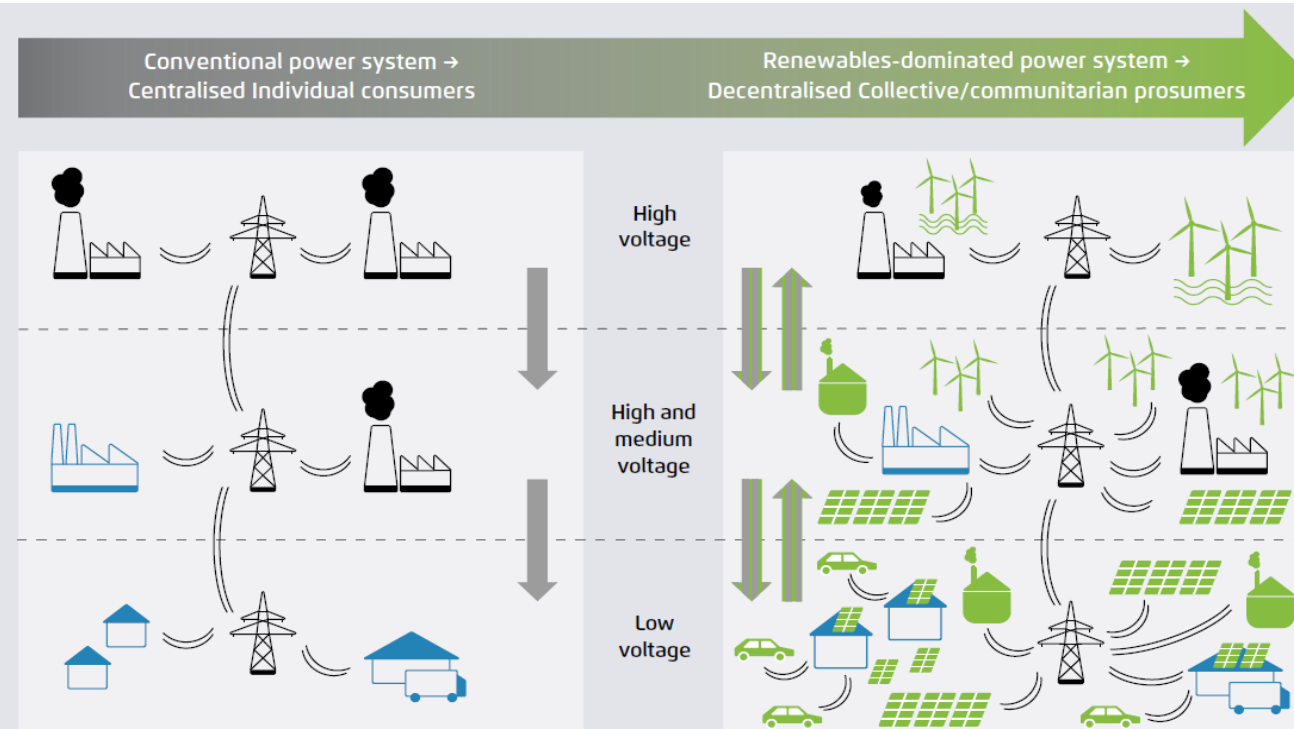 Conventional power system →
Centralised Individual consumers
Renewables-dominated power system →
Decentralised Collective/communitarian prosumers
High
voltage
High and
medium
voltage
Low
voltage